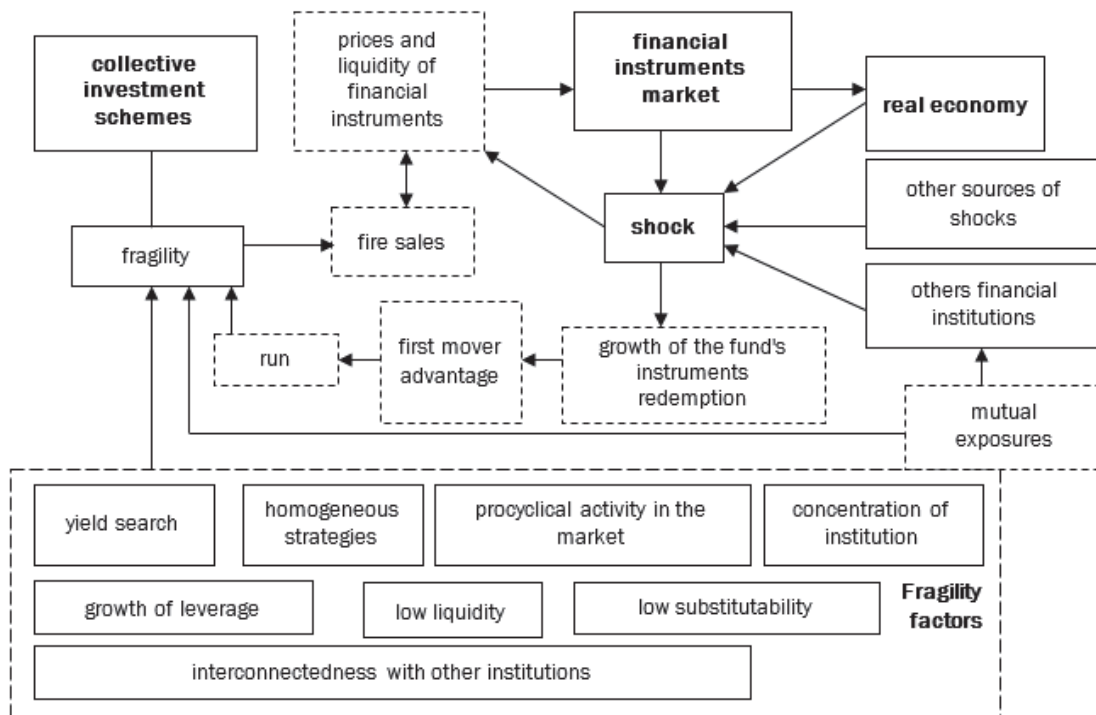 collective
investment
schemes
prices and
liquidity of
financial
instruments
financial
instruments
market
real economy
other sources of
shocks
shock
fire sales
fragility
others financial
institutions
run
first mover
advantage
growth of the fund's
instruments
redemption
mutual
exposures
yield search
homogeneous
strategies
procyclical activity in the
market
concentration of
institution
growth of leverage
low liquidity
low substitutability
Fragility
factors
interconnectedness with other institutions